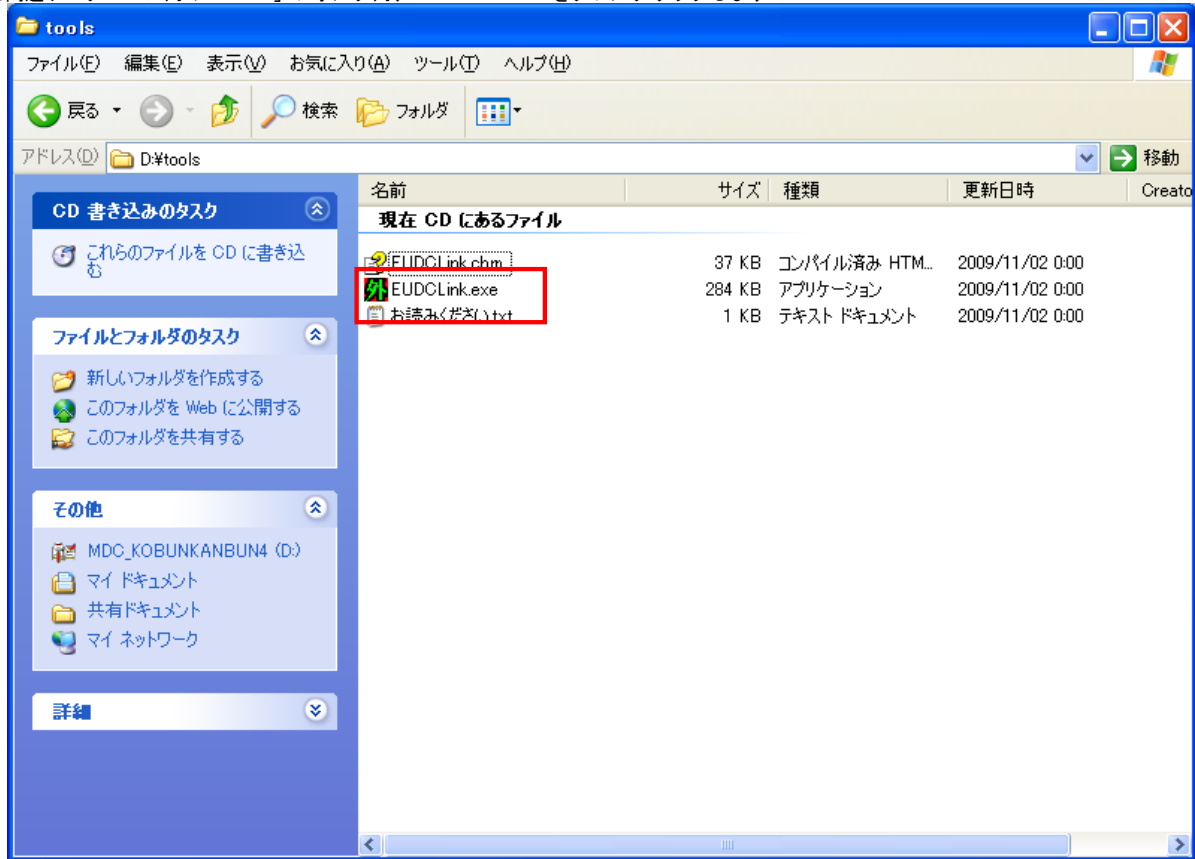 tools
ファイル(F) 編集(E) 表示(V) お気に入り(A) ツール(T) ヘルプ(H)
戻る 検索 フォルダ
アドレス(D) D:¥tools 移動
名前 サイズ 種類 更新日時 Creato
現在 CD にあるファイル
EUDCLink.chm 37 KB コンパイル済み HTM... 2009/11/02 0:00
外 EUDCLink.exe 284 KB アプリケーション 2009/11/02 0:00
お読みください.txt 1 KB テキスト ドキュメント 2009/11/02 0:00
CD 書き込みのタスク
これらのファイルを CD に書き込
む
ファイルとフォルダのタスク
新しいフォルダを作成する
このフォルダを Web に公開する
このフォルダを共有する
その他
MDC_KOBUNKANBUN4 (D:)
マイ ドキュメント
共有ドキュメント
マイ ネットワーク
詳細